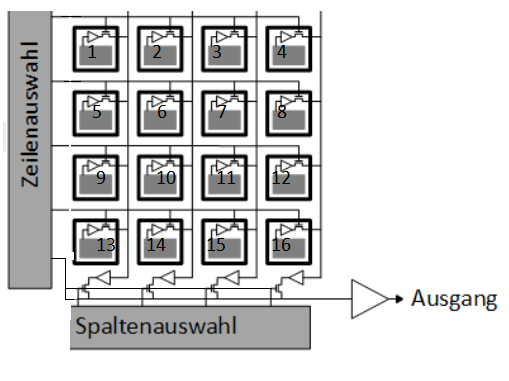 Zeilenauswahl
1 2 3 4
5 6 7 8
9 10 11 12
13 14 15 16
Ausgang
Spaltenauswahl